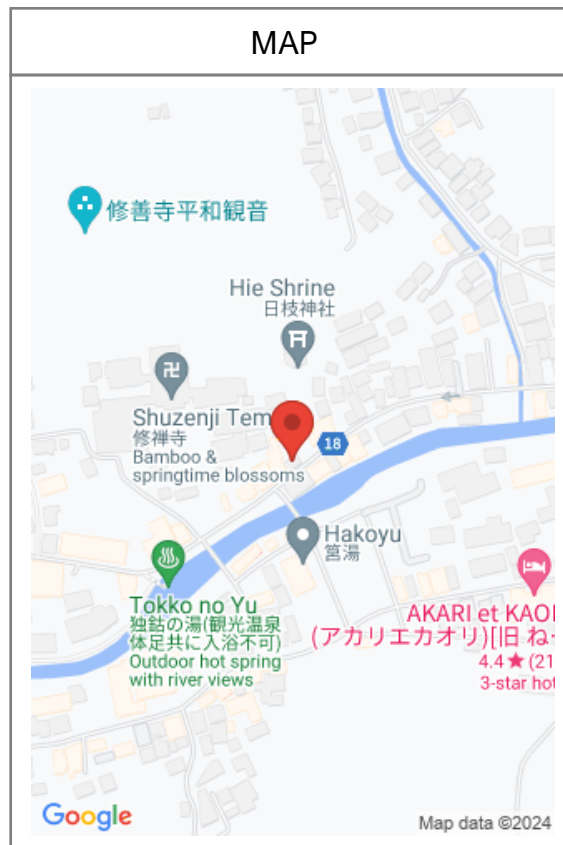 MAP
修善寺平和観音
Hie Shrine
日枝神社
卍
Shuzenji Tem
修禅寺
Bamboo &
springtime blossoms
18
Hakoyu
筥湯
Tokko no Yu
独鈷の湯(観光温泉
体足共に入浴不可)
Outdoor hot spring
with river views
AKARI et KAO
(アカリエカオリ)[旧 ね
4.4★ (21
3-star hot
Google
Map data ©2024